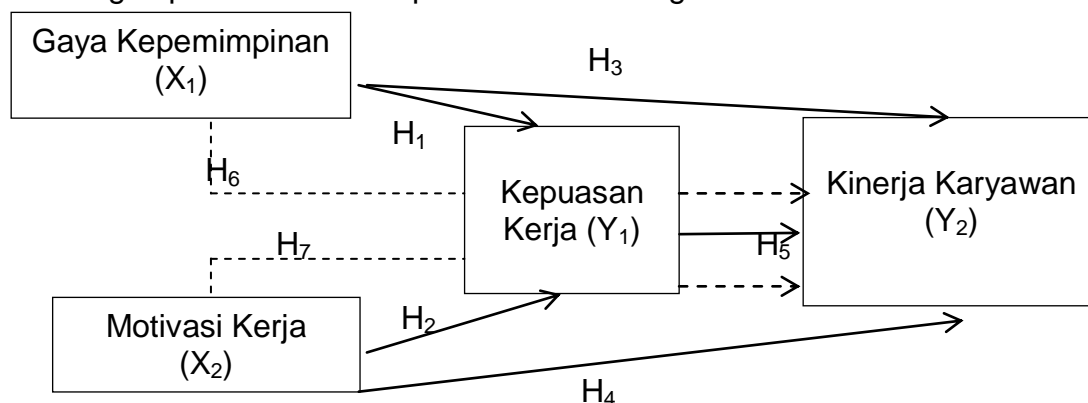 Gaya Kepemimpinan
(X₁)
H₃
H₁
H₆
Kepuasan
Kerja (Y₁)
Kinerja Karyawan
(Y₂)
H₇
H₅
Motivasi Kerja
(X₂)
H₂
H₄